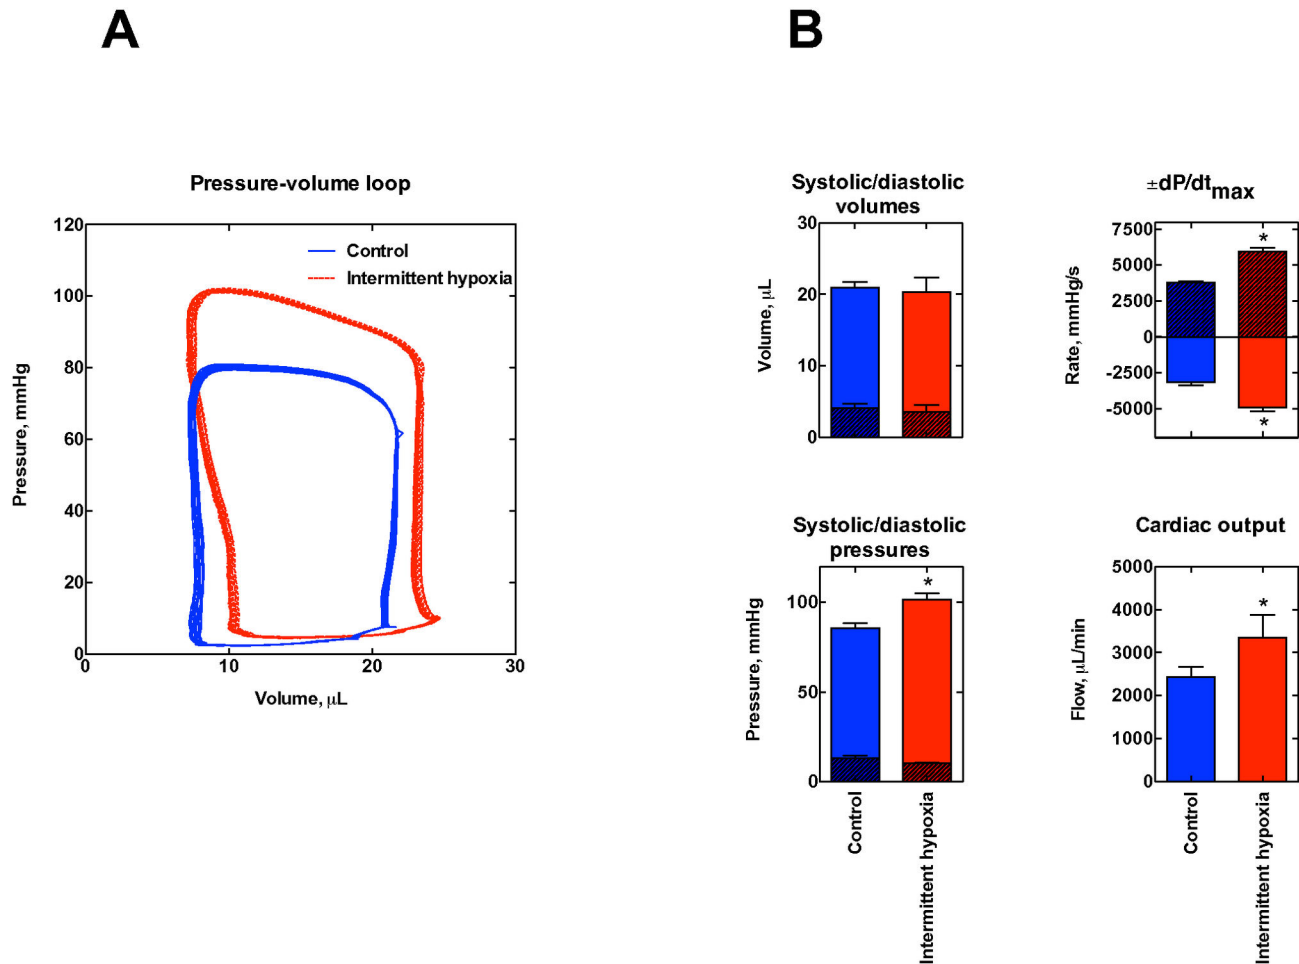 A
B
Pressure-volume loop
120
100
80
60
40
20
0
0
10
20
30
Pressure, mmHg
Volume, μL
Control
Intermittent hypoxia
Systolic/diastolic
volumes
30
20
10
0
Volume, μL
±dP/dtmax
7500
5000
2500
0
-2500
-5000
Rate, mmHg/s
*
*
Systolic/diastolic
pressures
100
50
0
Pressure, mmHg
*
Control
Intermittent hypoxia
Cardiac output
5000
4000
3000
2000
1000
0
Flow, μL/min
*
Control
Intermittent hypoxia